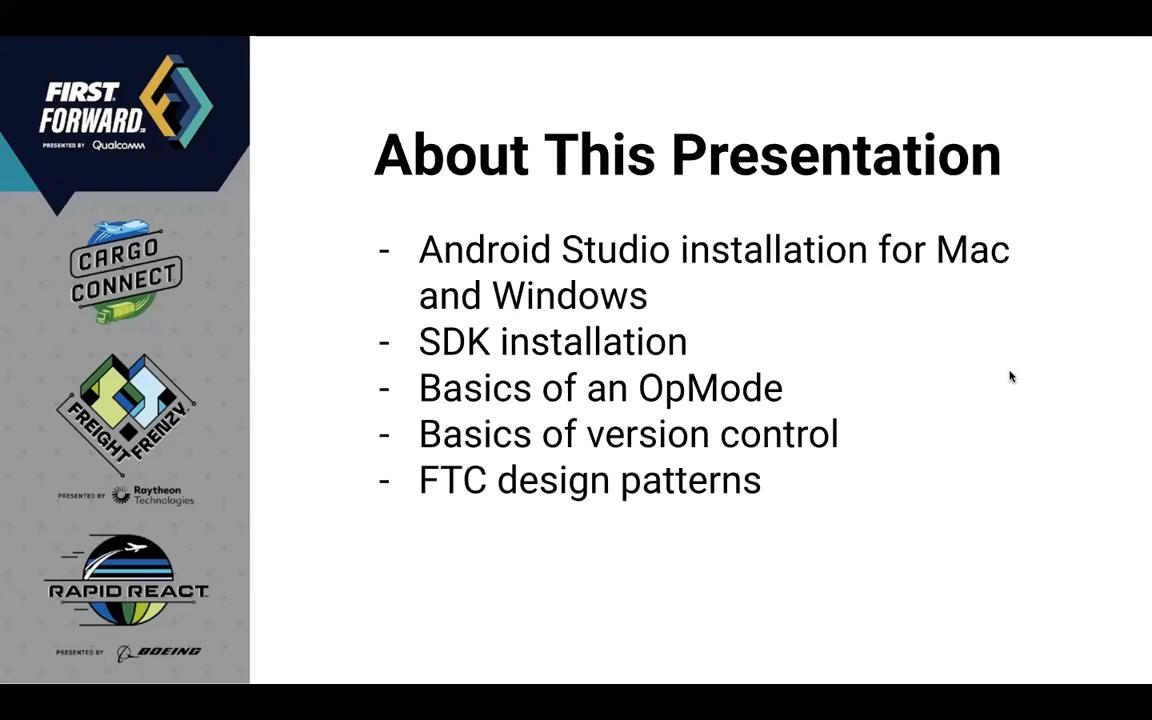 FIRST®
FORWARD℠
PRESENTED BY Qualcomm
CARGO
CONNECT
FREIGHT FRENZY
PRESENTED BY Raytheon
Technologies
RAPID REACT
PRESENTED BY BOEING
About This Presentation
- Android Studio installation for Mac
and Windows
- SDK installation
- Basics of an OpMode
- Basics of version control
- FTC design patterns